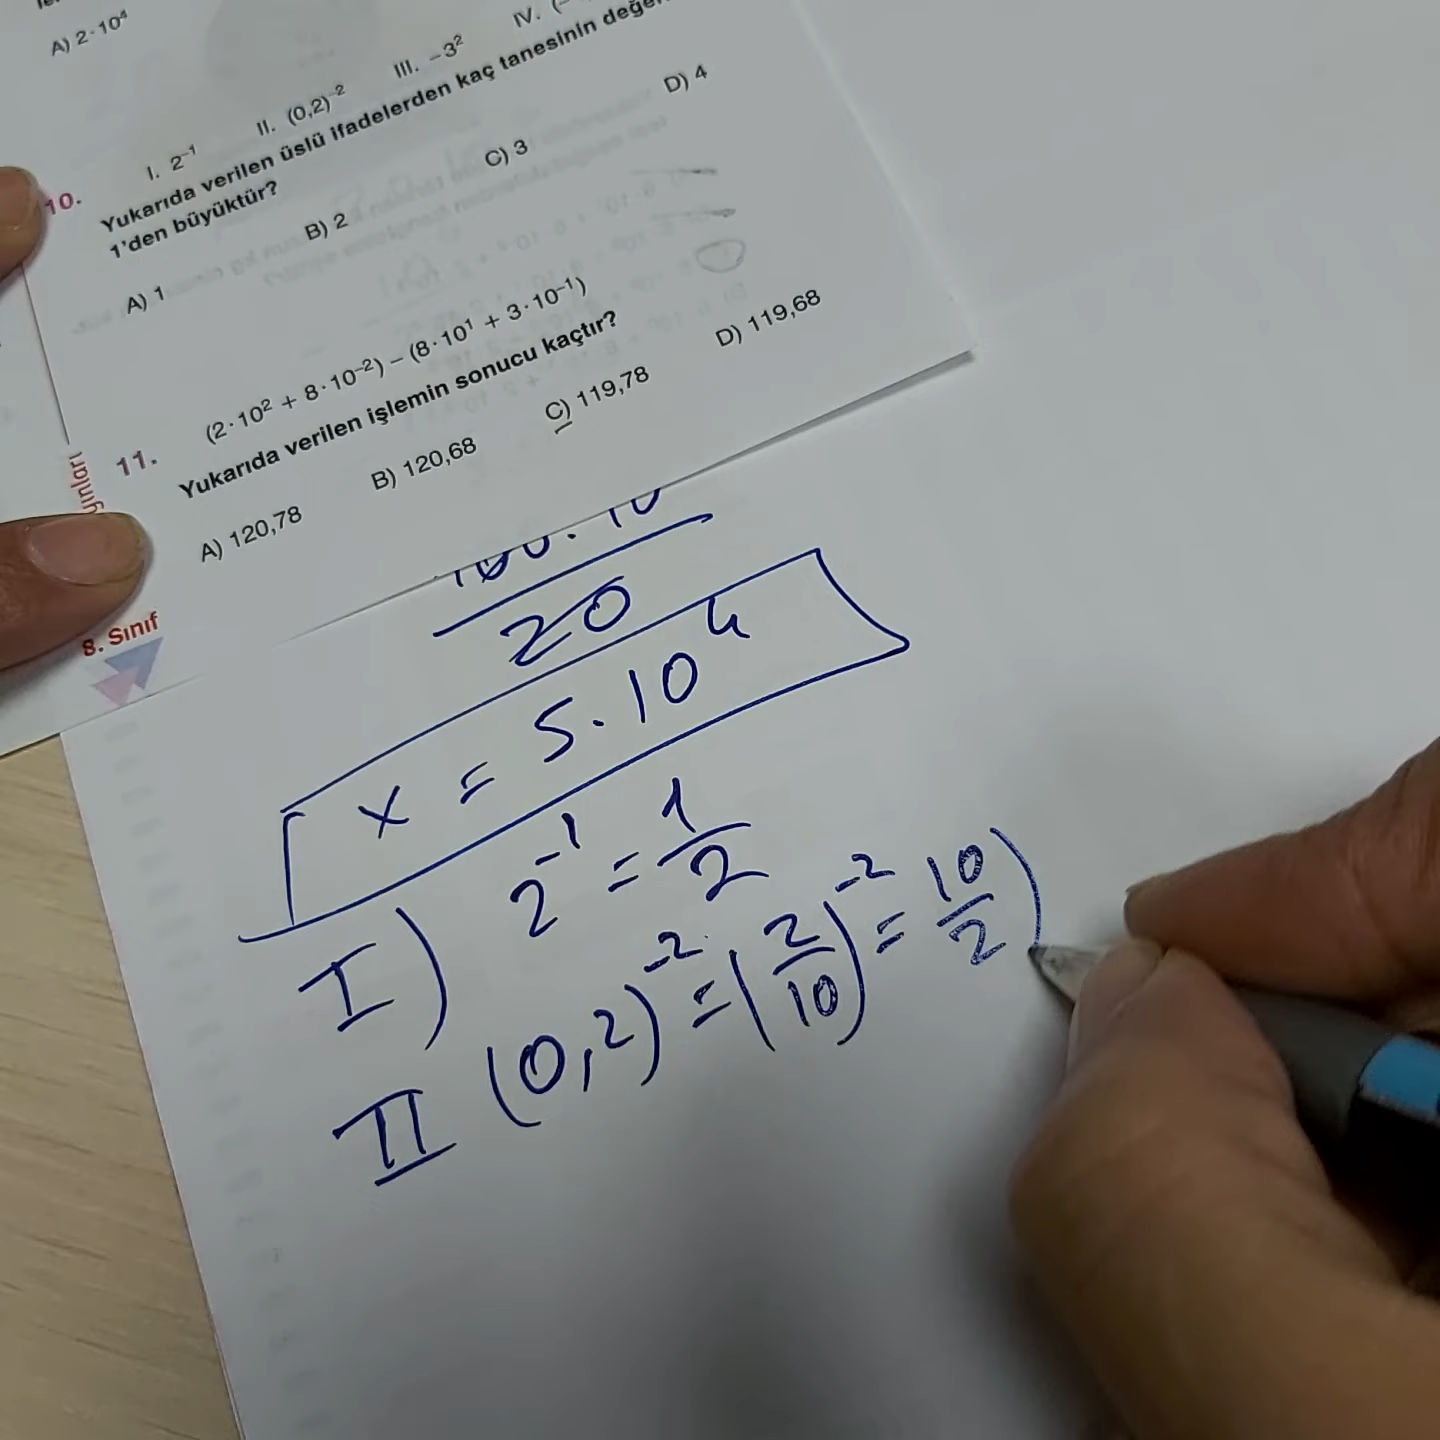 A) 2·10⁴
I. 2⁻¹ II. (0,2)⁻² III. −3² IV. (−
10. Yukarıda verilen üslü ifadelerden kaç tanesinin değer
1'den büyüktür?
A) 1 B) 2 C) 3 D) 4
11. (2·10² + 8·10⁻²) − (8·10¹ + 3·10⁻¹)
Yukarıda verilen işlemin sonucu kaçtır?
A) 120,78 B) 120,68 C) 119,78 D) 119,68
8. Sınıf
20
x = 5.10⁴
I) 2⁻¹ = 1/2
II (0,2)⁻² = (2/10)⁻² = 10/2)